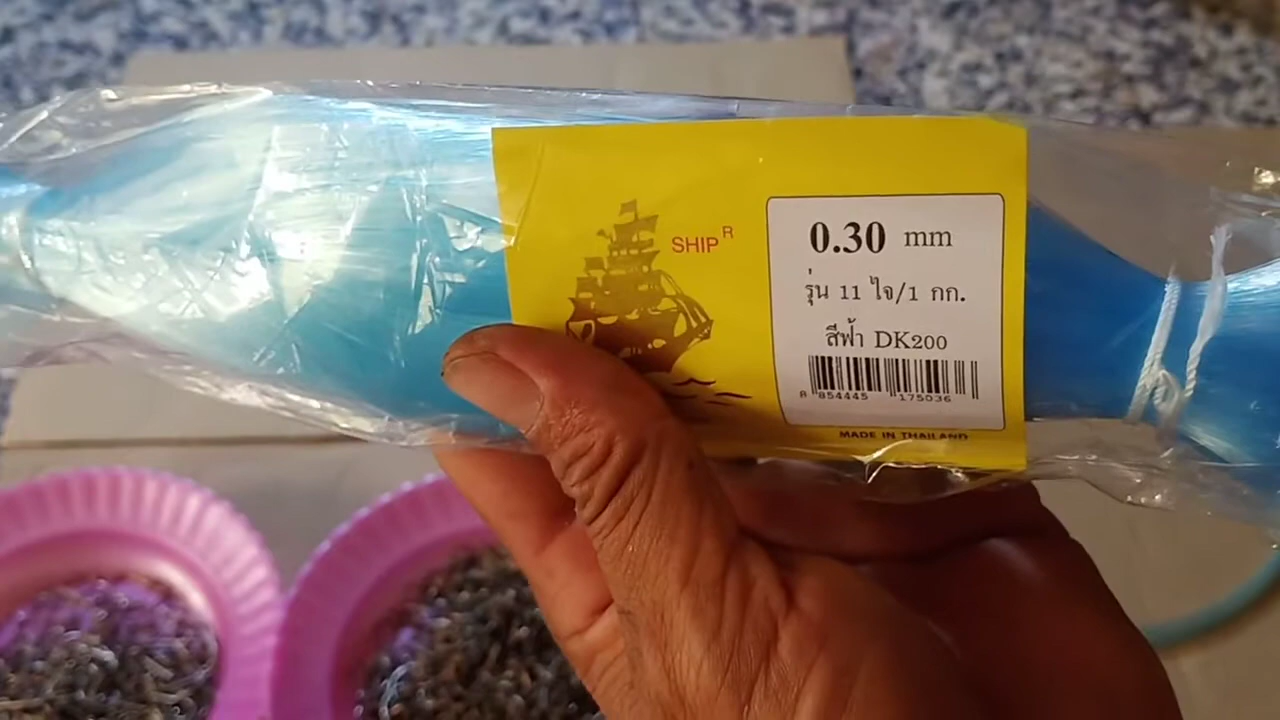 SHIP R
0.30 mm
รุ่น 11 ไจ/1 กก.
สีฟ้า DK200
8 854445 175036
MADE IN THAILAND